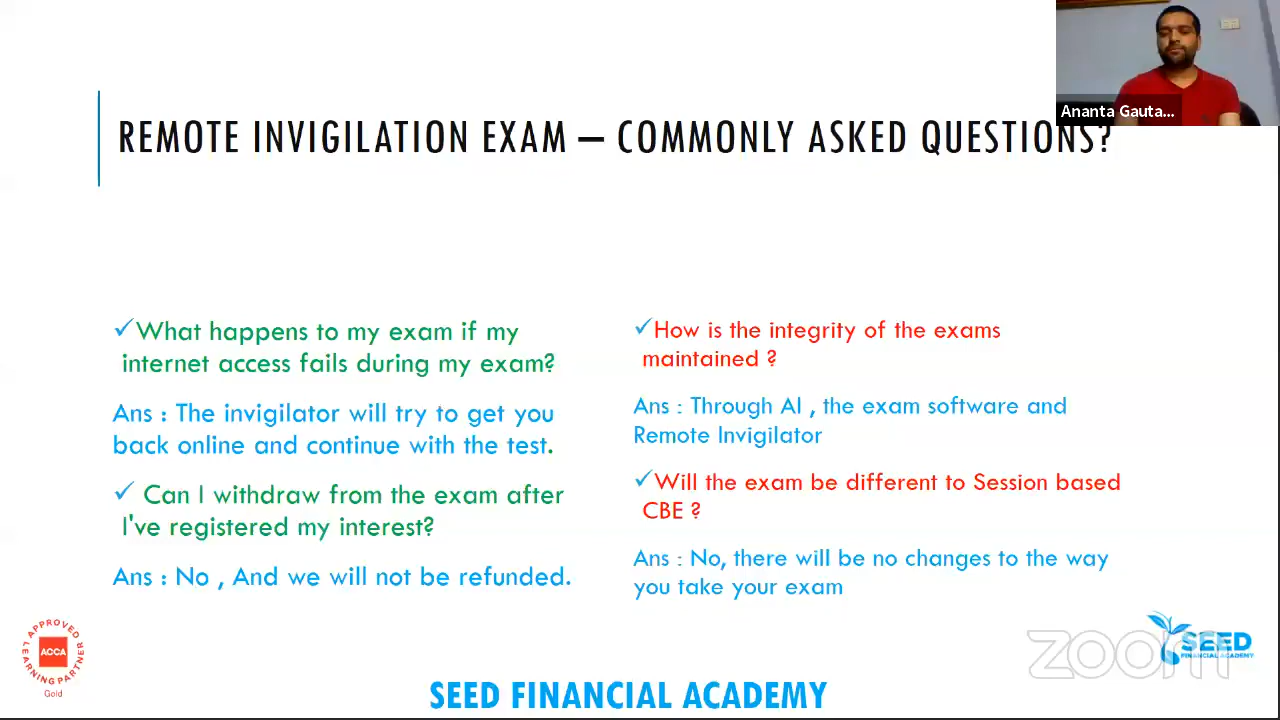 Ananta Gauta...
REMOTE INVIGILATION EXAM – COMMONLY ASKED QUESTIONS?
✓What happens to my exam if my
internet access fails during my exam?
Ans : The invigilator will try to get you
back online and continue with the test.
✓ Can I withdraw from the exam after
I've registered my interest?
Ans : No , And we will not be refunded.
✓How is the integrity of the exams
maintained ?
Ans : Through AI , the exam software and
Remote Invigilator
✓Will the exam be different to Session based
CBE ?
Ans : No, there will be no changes to the way
you take your exam
APPROVED
LEARNING PARTNER
ACCA
Gold
SEED FINANCIAL ACADEMY
SEED
FINANCIAL ACADEMY
zoom